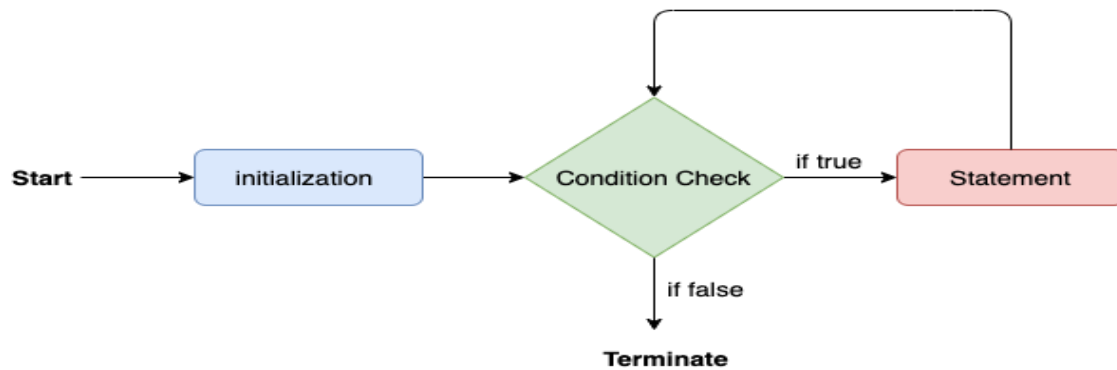 Start
initialization
Condition Check
if true
Statement
if false
Terminate